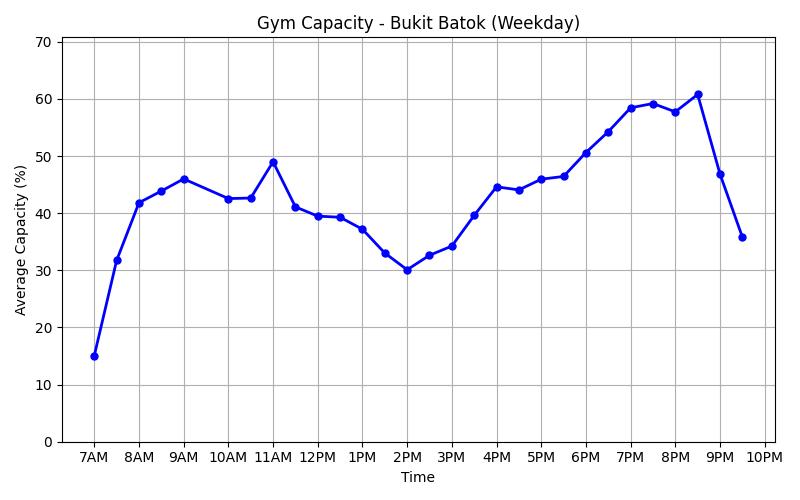 Gym Capacity - Bukit Batok (Weekday)
Average Capacity (%)
70
60
50
40
30
20
10
0
7AM 8AM 9AM 10AM 11AM 12PM 1PM 2PM 3PM 4PM 5PM 6PM 7PM 8PM 9PM 10PM
Time